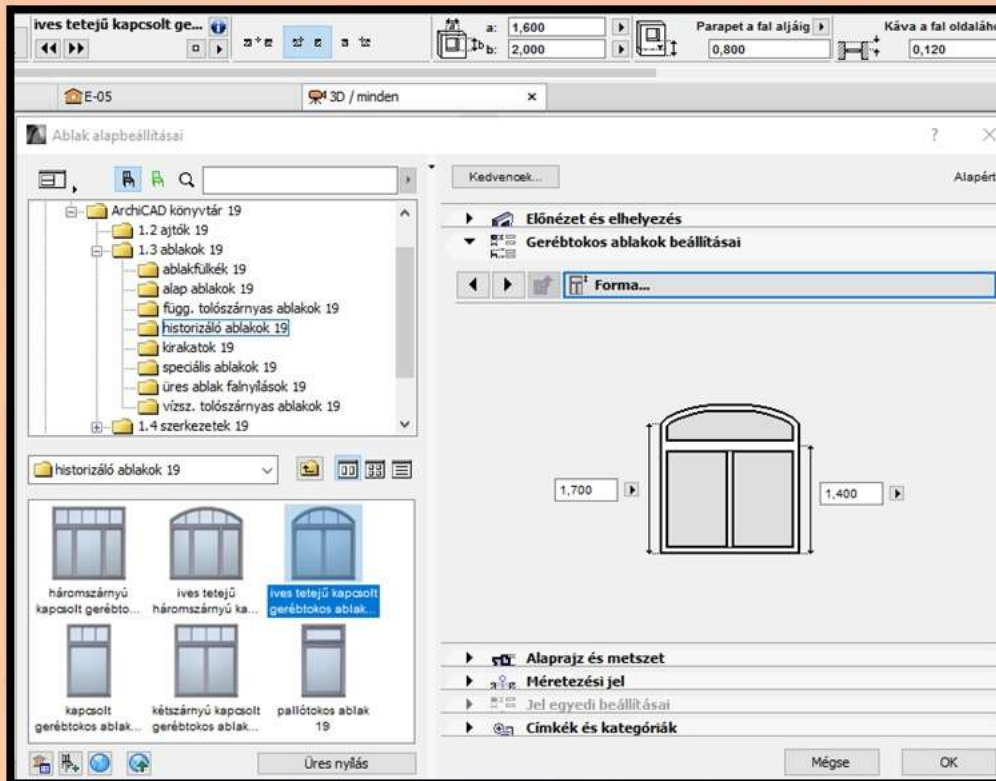 ives tetejű kapcsolt ge...
a: 1,600
b: 2,000
Parapet a fal aljáig
0,800
Káva a fal oldaláho
0,120
E-05
3D / minden
Ablak alapbeállításai
Kedvencek...
Alapért
ArchiCAD könyvtár 19
1.2 ajtók 19
1.3 ablakok 19
ablakfülkék 19
alap ablakok 19
függ. tolószárnyas ablakok 19
historizáló ablakok 19
kirakatok 19
speciális ablakok 19
üres ablak falnyílások 19
vízsz. tolószárnyas ablakok 19
1.4 szerkezetek 19
historizáló ablakok 19
háromszárnyú
kapcsolt gerébto...
ives tetejű
háromszárnyú ka...
ives tetejű kapcsolt
gerébtokos ablak...
kapcsolt
gerébtokos ablak...
kétszárnyú kapcsolt
gerébtokos ablak...
pallótokos ablak
19
Üres nyílás
Előnézet és elhelyezés
Gerébtokos ablakok beállításai
Forma...
1,700
1,400
Alaprajz és metszet
Méretezési jel
Jel egyedi beállításai
Címkék és kategóriák
Mégse
OK